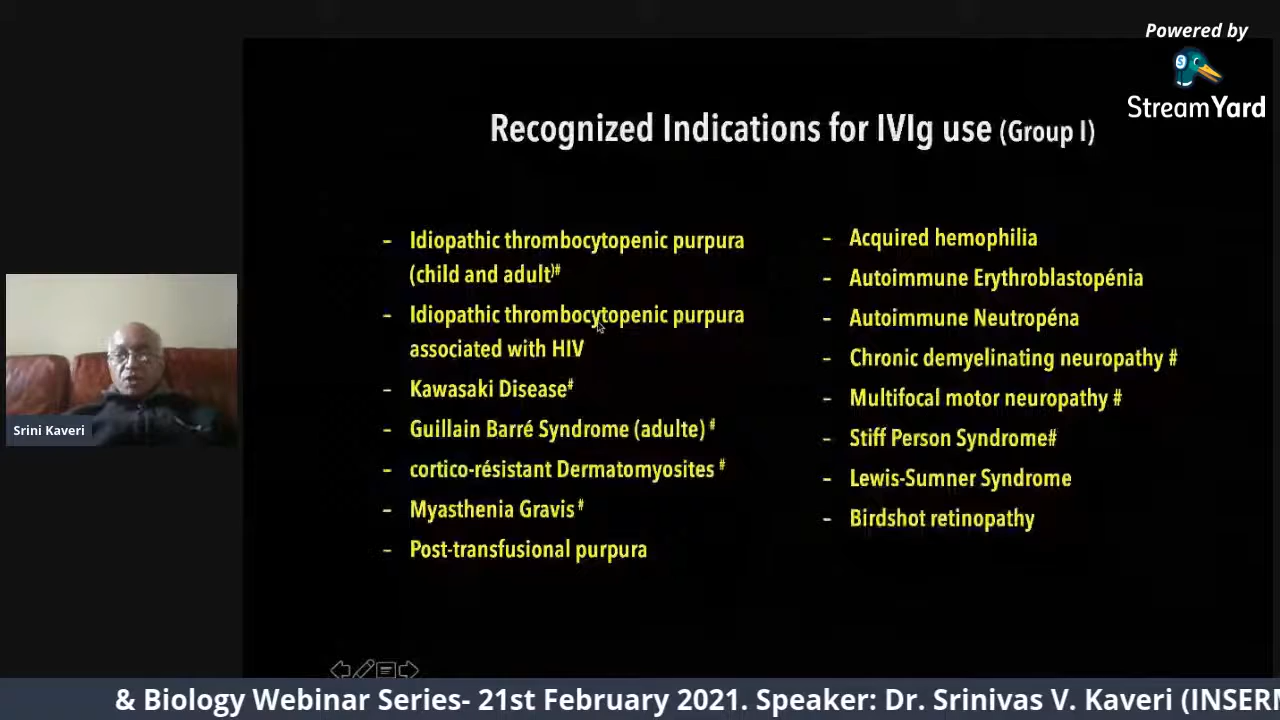 Powered by
StreamYard
Recognized Indications for IVIg use (Group I)
- Idiopathic thrombocytopenic purpura
(child and adult)#
- Idiopathic thrombocytopenic purpura
associated with HIV
- Kawasaki Disease#
- Guillain Barré Syndrome (adulte) #
- cortico-résistant Dermatomyosites #
- Myasthenia Gravis #
- Post-transfusional purpura
- Acquired hemophilia
- Autoimmune Erythroblastopénia
- Autoimmune Neutropéna
- Chronic demyelinating neuropathy #
- Multifocal motor neuropathy #
- Stiff Person Syndrome#
- Lewis-Sumner Syndrome
- Birdshot retinopathy
Srini Kaveri
& Biology Webinar Series- 21st February 2021. Speaker: Dr. Srinivas V. Kaveri (INSERM